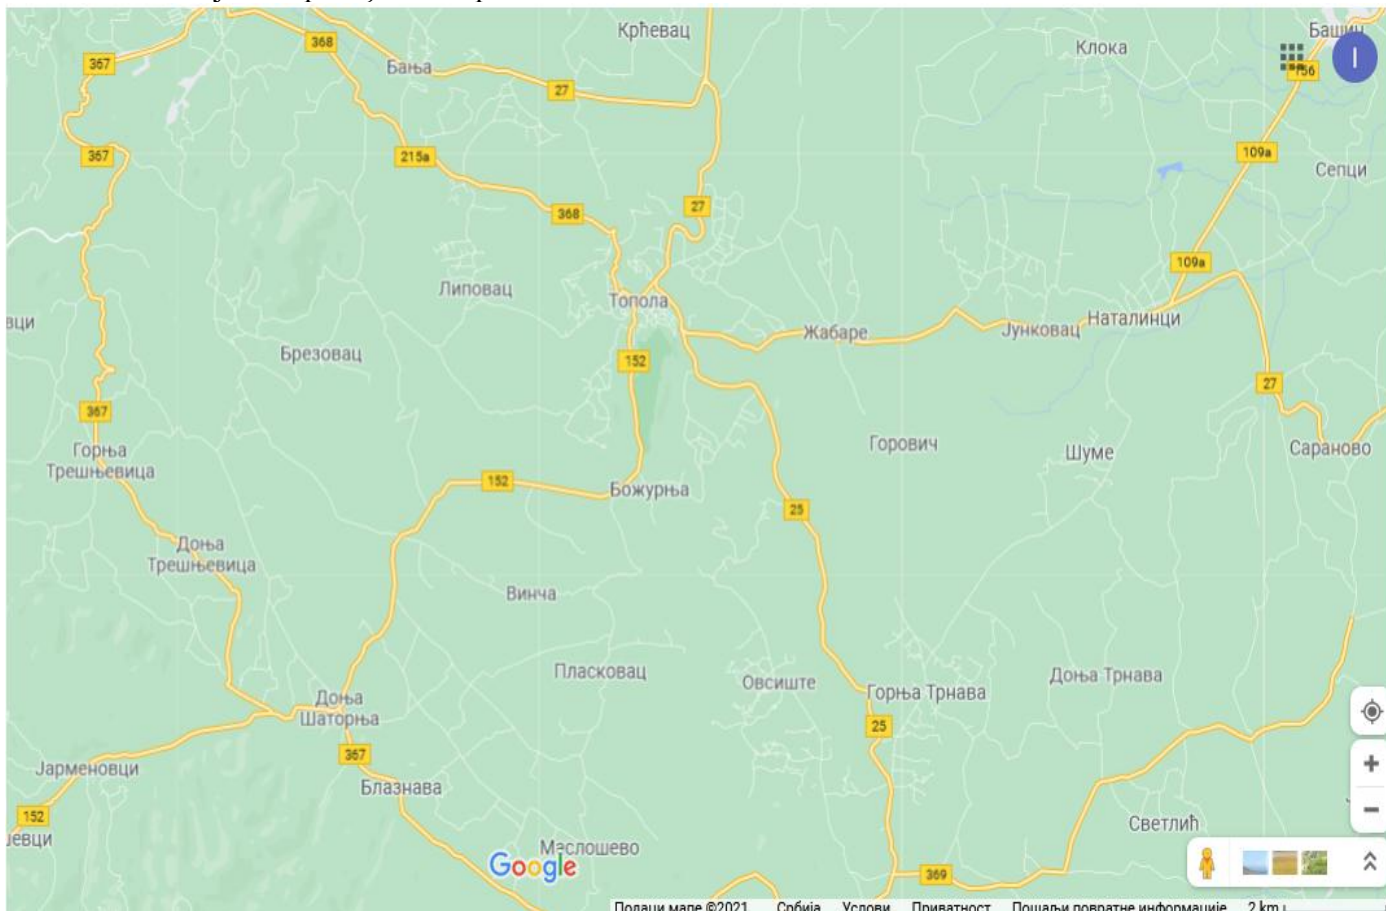 Крћевац
Клока
368
367
Бања
27
156
367
215а
109а
Сепци
368
27
109а
Липовац
Топола
Наталинци
вци
Жабаре
Јунковац
Брезовац
152
27
367
Горња
Трешњевица
Горович
Шуме
Сараново
152
Божурња
25
Доња
Трешњевица
Винча
Пласковац
Овсиште
Горња Трнава
Доња Трнава
Доња
Шаторња
25
367
Јарменовци
Блазнава
152
Светлић
Маслошево
Google
369
Подаци мапе ©2021 Србија Услови Приватност Пошаљи повратне информације 2 km